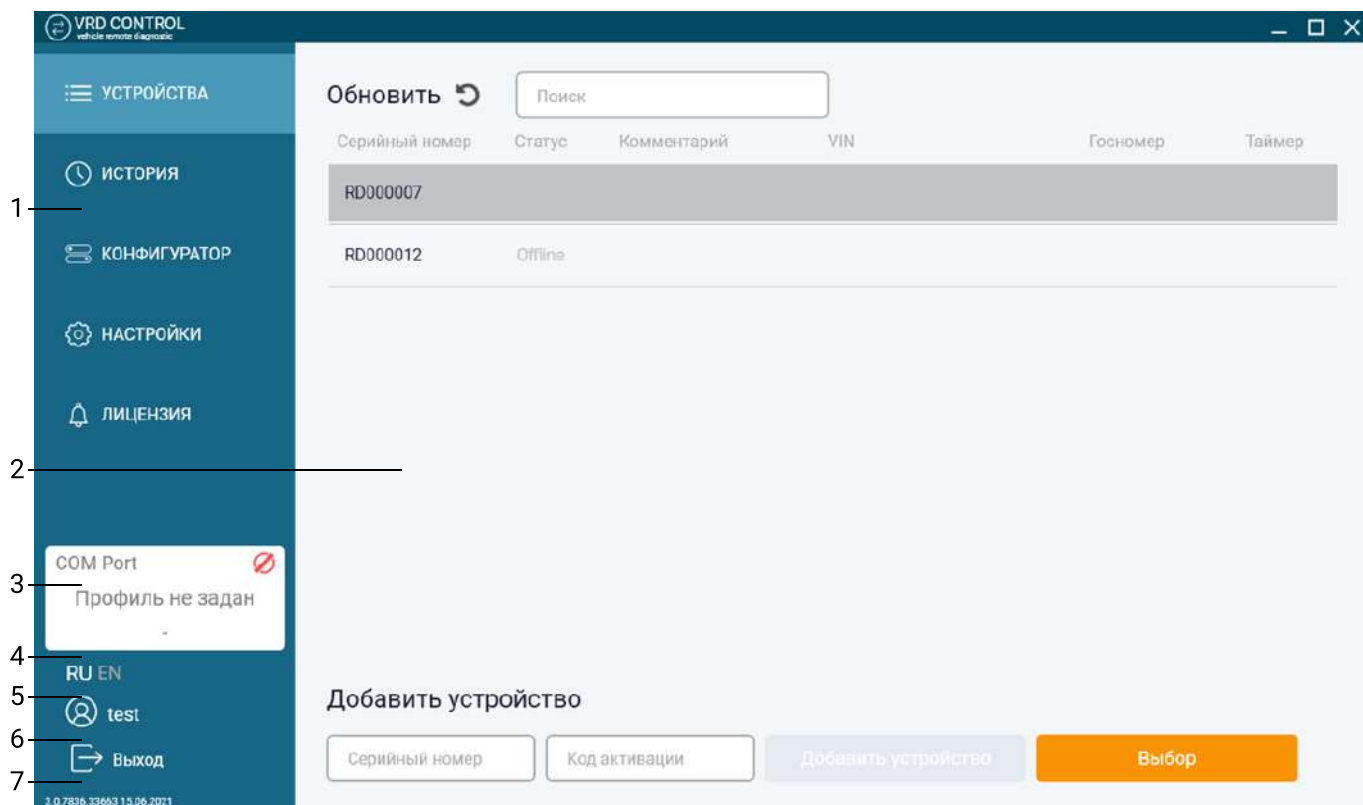 VRD CONTROL
vehicle remote diagnostic
УСТРОЙСТВА
ИСТОРИЯ
1
КОНФИГУРАТОР
НАСТРОЙКИ
ЛИЦЕНЗИЯ
2
COM Port
3
Профиль не задан
-
4
RU EN
5
test
6
Выход
7
3.0.7836.33663 15.06.2021
Обновить Поиск
Серийный номер Статус Комментарий VIN Госномер Таймер
RD000007
RD000012 Offline
Добавить устройство
Серийный номер Код активации Добавить устройство Выбор